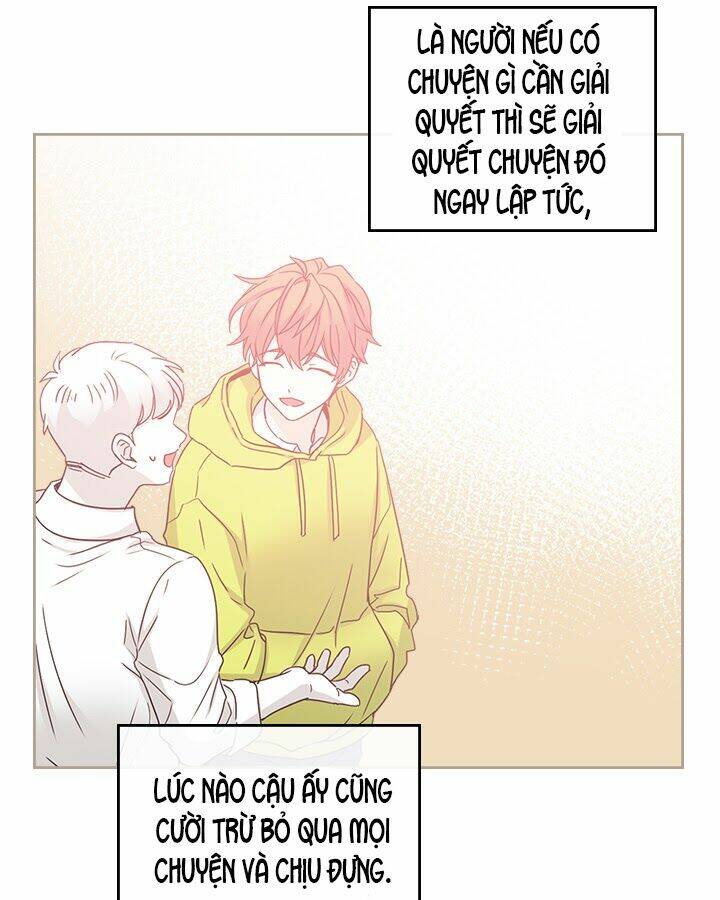 LÀ NGƯỜI NẾU CÓ
CHUYỆN GÌ CẦN GIẢI
QUYẾT THÌ SẼ GIẢI
QUYẾT CHUYỆN ĐÓ
NGAY LẬP TỨC,
LÚC NÀO CẬU ẤY CŨNG
CƯỜI TRỪ BỎ QUA MỌI
CHUYỆN VÀ CHỊU ĐỰNG.